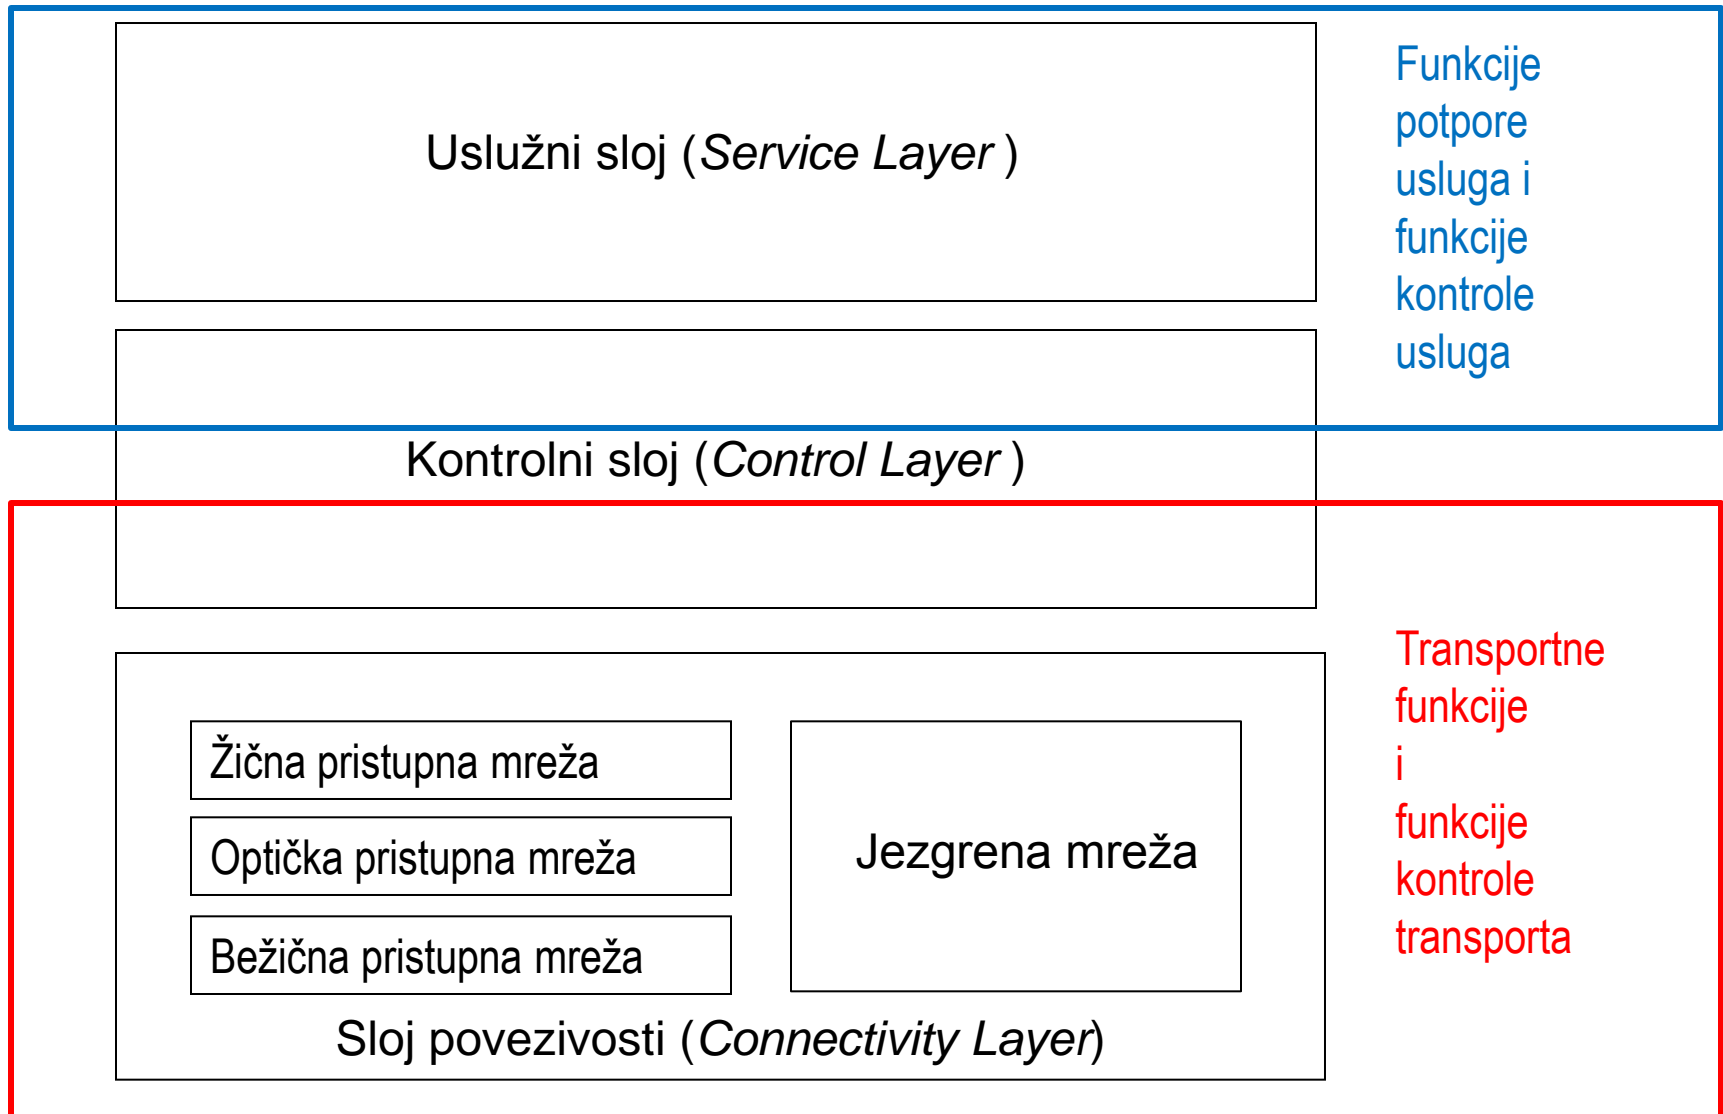 Uslužni sloj (Service Layer )
Funkcije
potpore
usluga i
funkcije
kontrole
usluga
Kontrolni sloj (Control Layer )
Žična pristupna mreža
Optička pristupna mreža
Bežična pristupna mreža
Jezgrena mreža
Sloj povezivosti (Connectivity Layer)
Transportne
funkcije
i
funkcije
kontrole
transporta